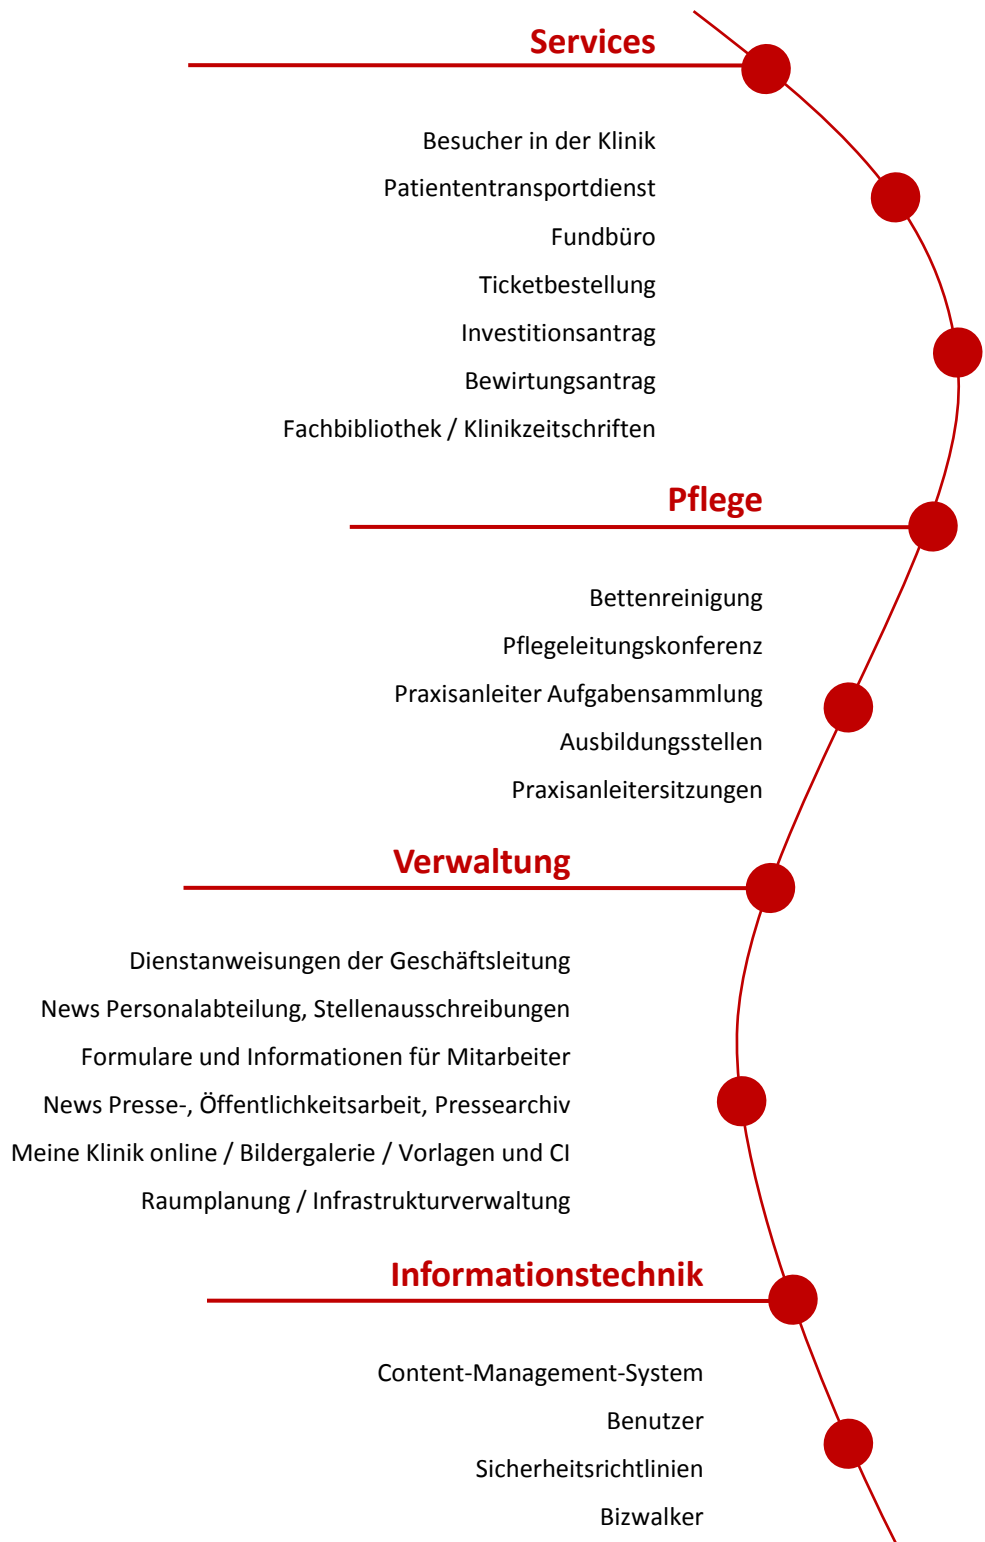 Services
Besucher in der Klinik
Patiententransportdienst
Fundbüro
Ticketbestellung
Investitionsantrag
Bewirtungsantrag
Fachbibliothek / Klinikzeitschriften
Pflege
Bettenreinigung
Pflegeleitungskonferenz
Praxisanleiter Aufgabensammlung
Ausbildungsstellen
Praxisanleitersitzungen
Verwaltung
Dienstanweisungen der Geschäftsleitung
News Personalabteilung, Stellenausschreibungen
Formulare und Informationen für Mitarbeiter
News Presse-, Öffentlichkeitsarbeit, Pressearchiv
Meine Klinik online / Bildergalerie / Vorlagen und CI
Raumplanung / Infrastrukturverwaltung
Informationstechnik
Content-Management-System
Benutzer
Sicherheitsrichtlinien
Bizwalker